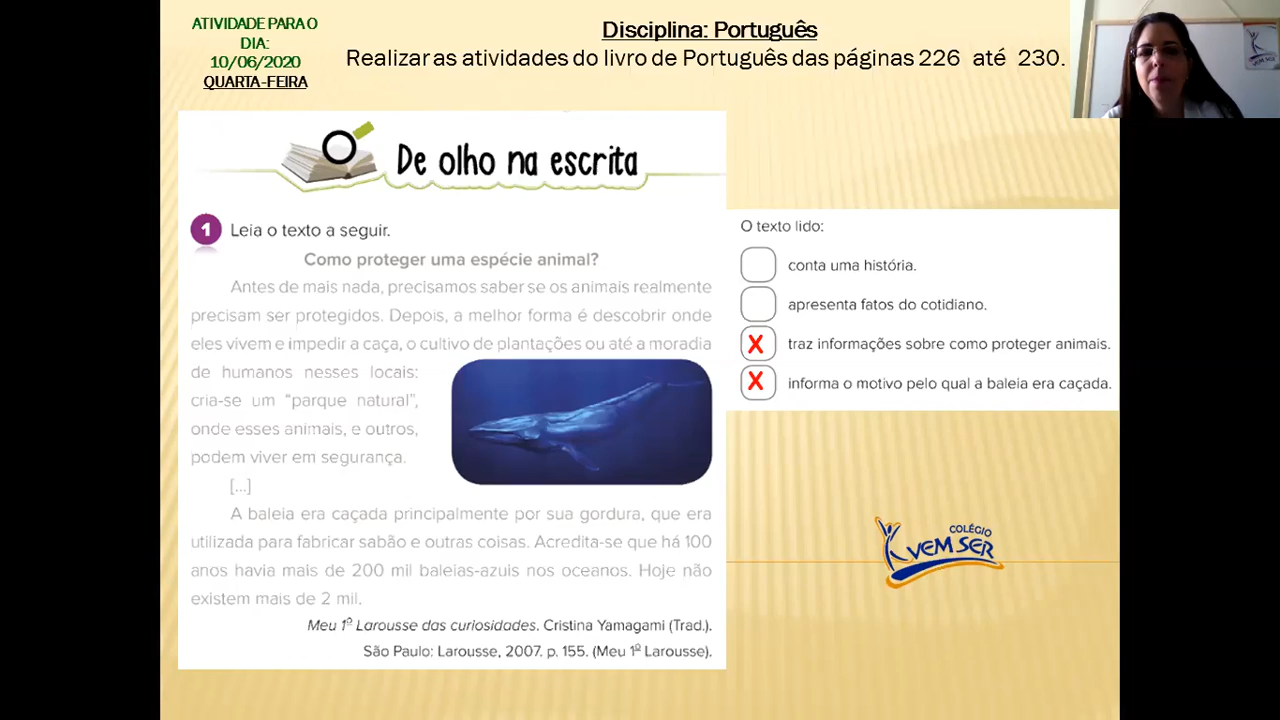 ATIVIDADE PARA O
DIA:
10/06/2020
QUARTA-FEIRA
Disciplina: Português
Realizar as atividades do livro de Português das páginas 226 até 230.
De olho na escrita
1 Leia o texto a seguir.
Como proteger uma espécie animal?
Antes de mais nada, precisamos saber se os animais realmente
precisam ser protegidos. Depois, a melhor forma é descobrir onde
eles vivem e impedir a caça, o cultivo de plantações ou até a moradia
de humanos nesses locais:
cria-se um “parque natural”,
onde esses animais, e outros,
podem viver em segurança.
[...]
A baleia era caçada principalmente por sua gordura, que era
utilizada para fabricar sabão e outras coisas. Acredita-se que há 100
anos havia mais de 200 mil baleias-azuis nos oceanos. Hoje não
existem mais de 2 mil.
Meu 1º Larousse das curiosidades. Cristina Yamagami (Trad.).
São Paulo: Larousse, 2007. p. 155. (Meu 1º Larousse).
O texto lido:
conta uma história.
apresenta fatos do cotidiano.
X traz informações sobre como proteger animais.
X informa o motivo pelo qual a baleia era caçada.
COLÉGIO
VEM SER